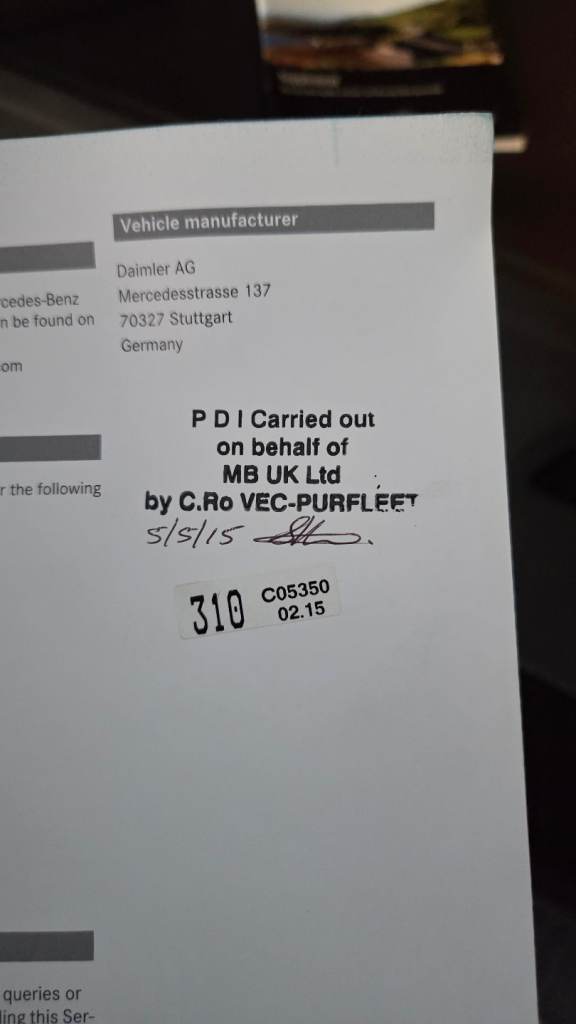 Vehicle manufacturer
Daimler AG
Mercedesstrasse 137
70327 Stuttgart
Germany
cedes-Benz
n be found on
om
r the following
P D I Carried out
on behalf of
MB UK Ltd
by C.Ro VEC-PURFLEET
5/5/15
310 C05350
02.15
queries or
ling this Ser-